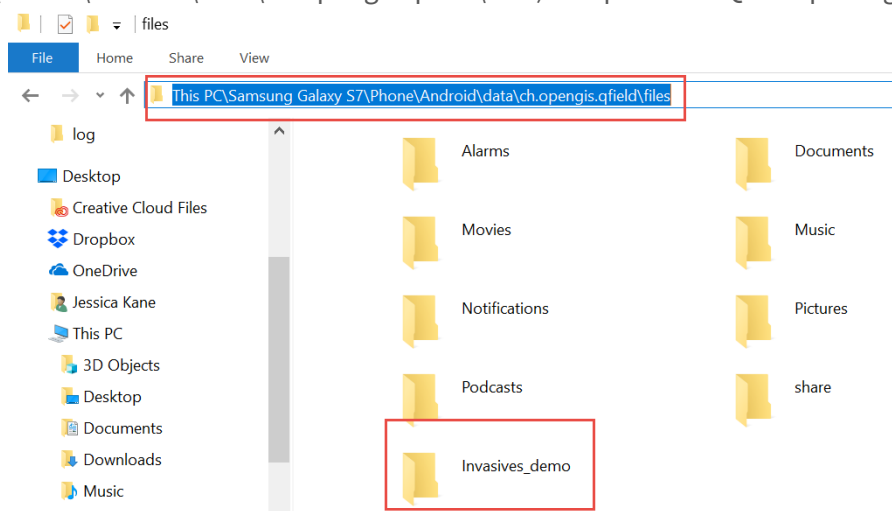 files
File Home Share View
This PC\Samsung Galaxy S7\Phone\Android\data\ch.opengis.qfield\files
log
Desktop
Creative Cloud Files
Dropbox
OneDrive
Jessica Kane
This PC
3D Objects
Desktop
Documents
Downloads
Music
Alarms Documents
Movies Music
Notifications Pictures
Podcasts share
Invasives_demo